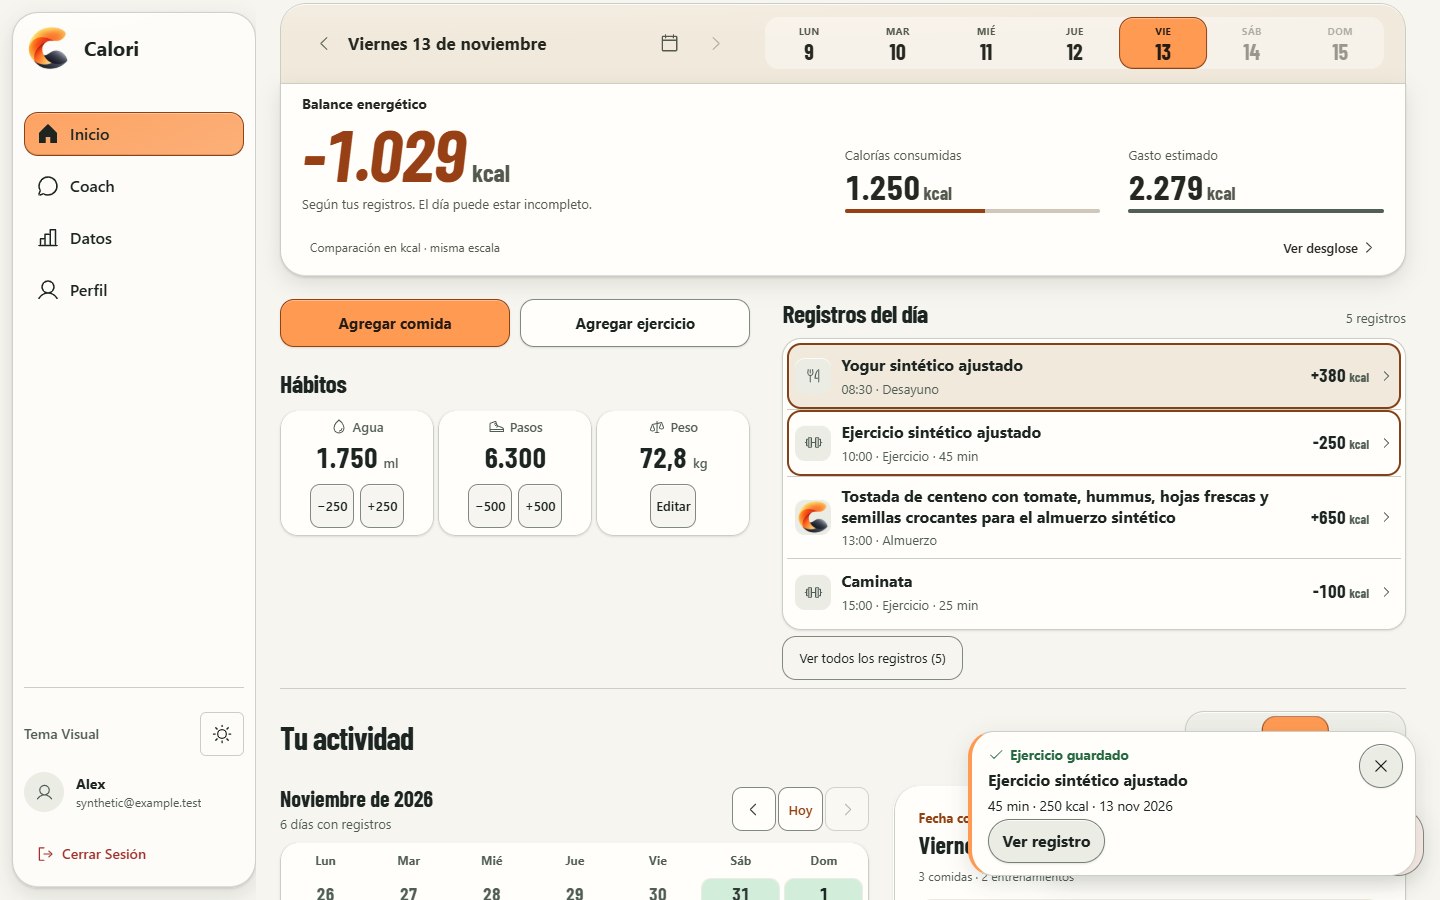 Calori
Inicio
Coach
Datos
Perfil
Tema Visual
Alex
synthetic@example.test
Cerrar Sesión
Viernes 13 de noviembre
LUN 9
MAR 10
MIÉ 11
JUE 12
VIE 13
SÁB 14
DOM 15
Balance energético
-1.029 kcal
Según tus registros. El día puede estar incompleto.
Calorías consumidas
1.250 kcal
Gasto estimado
2.279 kcal
Comparación en kcal · misma escala
Ver desglose
Agregar comida
Agregar ejercicio
Hábitos
Agua
1.750 ml
−250 +250
Pasos
6.300
−500 +500
Peso
72,8 kg
Editar
Registros del día
5 registros
Yogur sintético ajustado
08:30 · Desayuno
+380 kcal
Ejercicio sintético ajustado
10:00 · Ejercicio · 45 min
-250 kcal
Tostada de centeno con tomate, hummus, hojas frescas y
semillas crocantes para el almuerzo sintético
13:00 · Almuerzo
+650 kcal
Caminata
15:00 · Ejercicio · 25 min
-100 kcal
Ver todos los registros (5)
Tu actividad
Noviembre de 2026
6 días con registros
Hoy
Lun Mar Mié Jue Vie Sáb Dom
26 27 28 29 30 31 1
Fecha
3 comidas · 2 entrenamientos
Ejercicio guardado
Ejercicio sintético ajustado
45 min · 250 kcal · 13 nov 2026
Ver registro